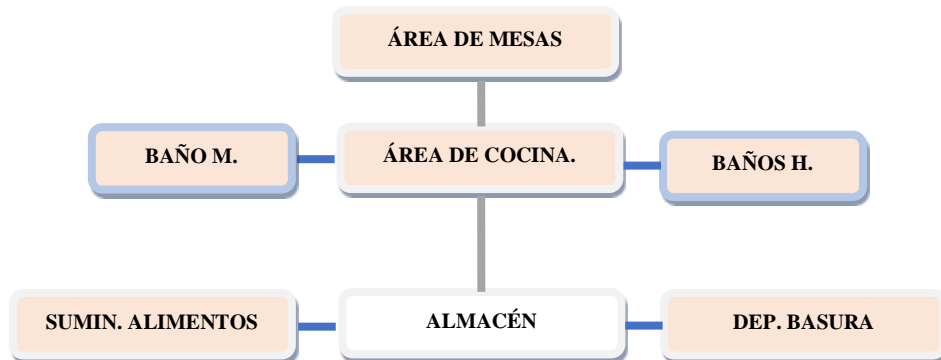 ÁREA DE MESAS
BAÑO M.
ÁREA DE COCINA.
BAÑOS H.
SUMIN. ALIMENTOS
ALMACÉN
DEP. BASURA